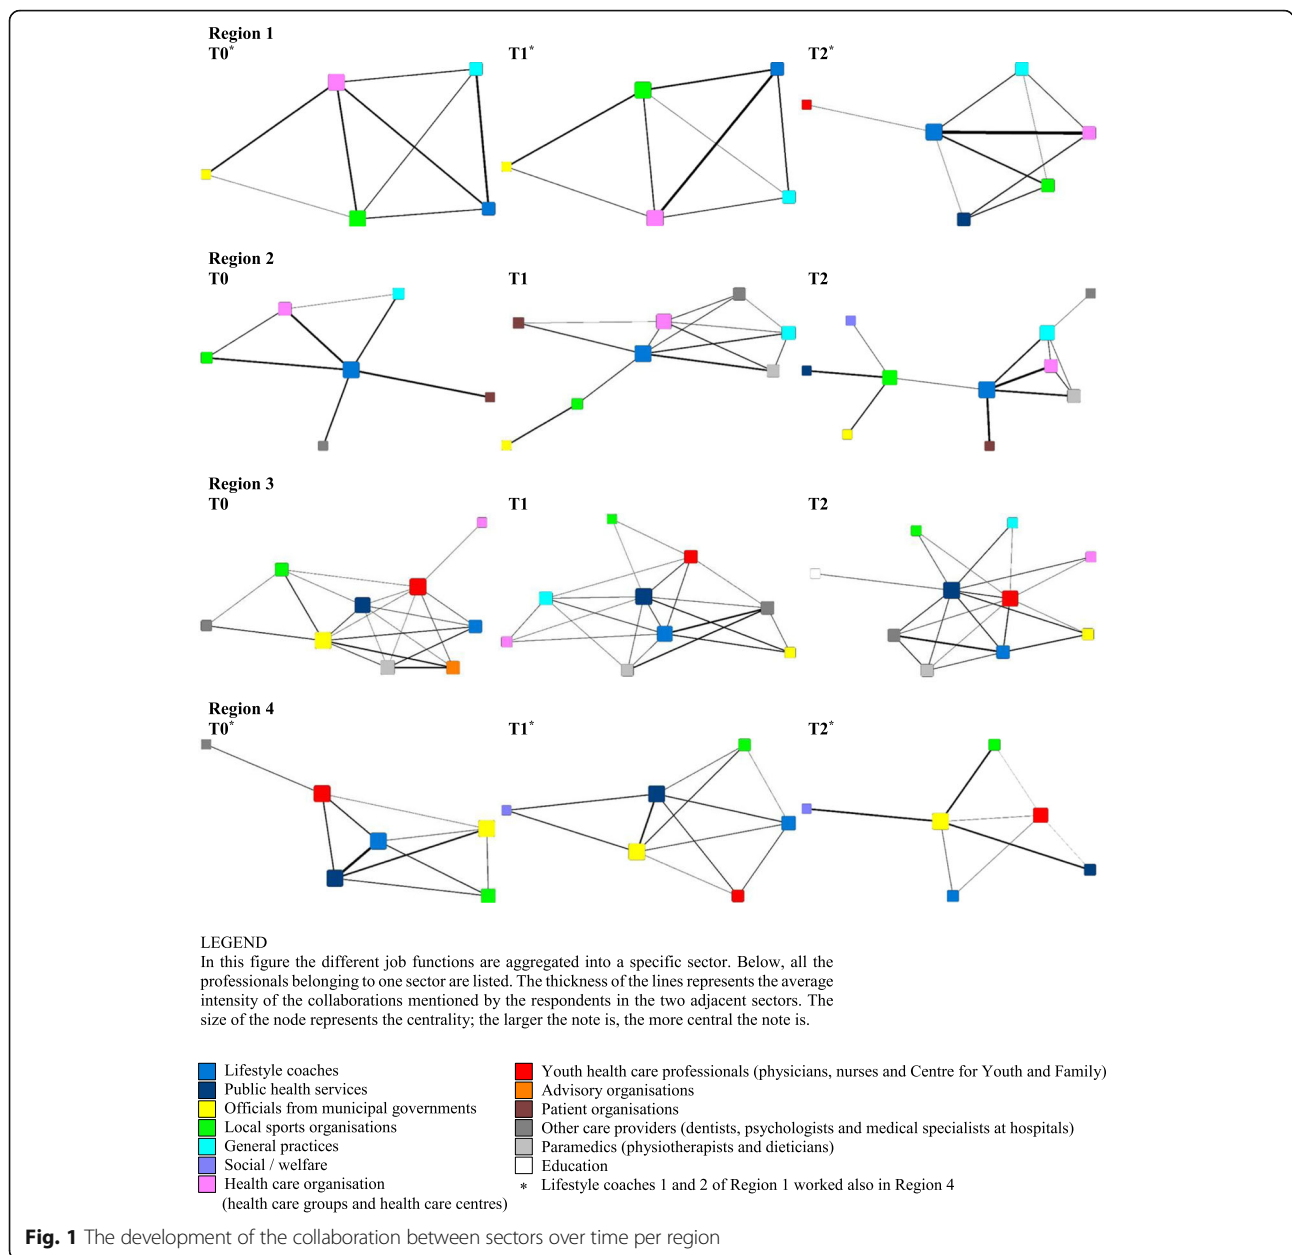 Region 1
T0*
T1*
T2*
Region 2
T0
T1
T2
Region 3
T0
T1
T2
Region 4
T0*
T1*
T2*
LEGEND
In this figure the different job functions are aggregated into a specific sector. Below, all the
professionals belonging to one sector are listed. The thickness of the lines represents the average
intensity of the collaborations mentioned by the respondents in the two adjacent sectors. The
size of the node represents the centrality; the larger the note is, the more central the note is.
Lifestyle coaches
Public health services
Officials from municipal governments
Local sports organisations
General practices
Social / welfare
Health care organisation
(health care groups and health care centres)
Youth health care professionals (physicians, nurses and Centre for Youth and Family)
Advisory organisations
Patient organisations
Other care providers (dentists, psychologists and medical specialists at hospitals)
Paramedics (physiotherapists and dieticians)
Education
* Lifestyle coaches 1 and 2 of Region 1 worked also in Region 4
Fig. 1 The development of the collaboration between sectors over time per region